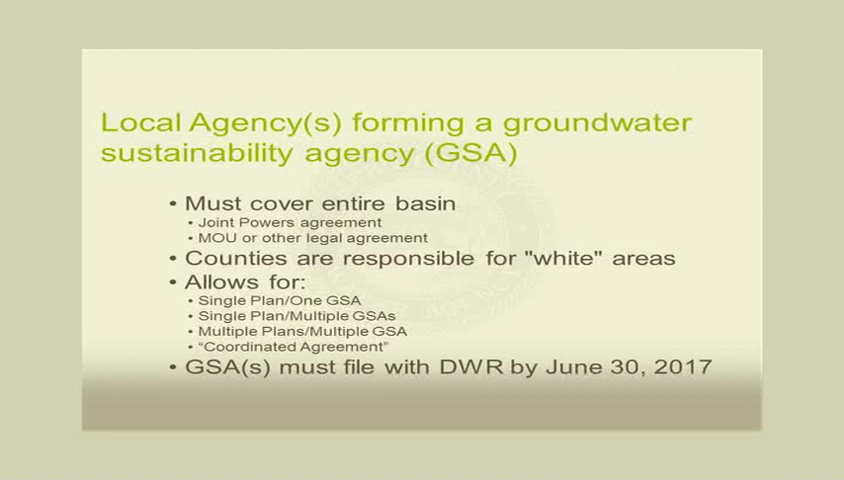 Local Agency(s) forming a groundwater
sustainability agency (GSA)
• Must cover entire basin
• Joint Powers agreement
• MOU or other legal agreement
• Counties are responsible for "white" areas
• Allows for:
• Single Plan/One GSA
• Single Plan/Multiple GSAs
• Multiple Plans/Multiple GSA
• “Coordinated Agreement”
• GSA(s) must file with DWR by June 30, 2017